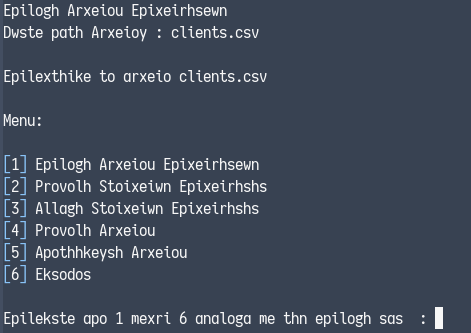 Epilogh Arxeiou Epixeirhsewn
Dwste path Arxeioy : clients.csv
Epilexthike to arxeio clients.csv
Menu:
[1] Epilogh Arxeiou Epixeirhsewn
[2] Provolh Stoixeiwn Epixeirhshs
[3] Allagh Stoixeiwn Epixeirhshs
[4] Provolh Arxeiou
[5] Apothhkeysh Arxeiou
[6] Eksodos
Epilekste apo 1 mexri 6 analoga me thn epilogh sas  :